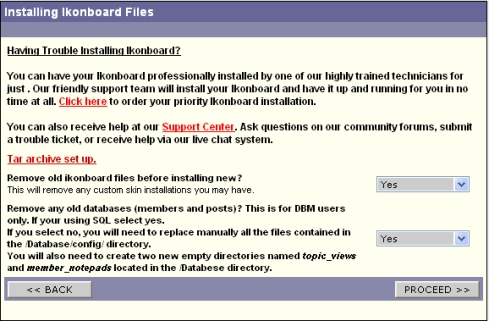 Installing Ikonboard Files
Having Trouble Installing Ikonboard?
You can have your Ikonboard professionally installed by one of our highly trained technicians for
just . Our friendly support team will install your Ikonboard and have it up and running for you in no
time at all. Click here to order your priority Ikonboard installation.
You can also receive help at our Support Center. Ask questions on our community forums, submit
a trouble ticket, or receive help via our live chat system.
Tar archive set up.
Remove old ikonboard files before installing new?
This will remove any custom skin installations you may have.
Yes
Remove any old databases (members and posts)? This is for DBM users
only. If your using SQL select yes.
If you select no, you will need to replace manually all the files contained in
the /Database/config/ directory.
You will also need to create two new empty directories named topic_views
and member_notepads located in the /Databese directory.
Yes
<< BACK
PROCEED >>